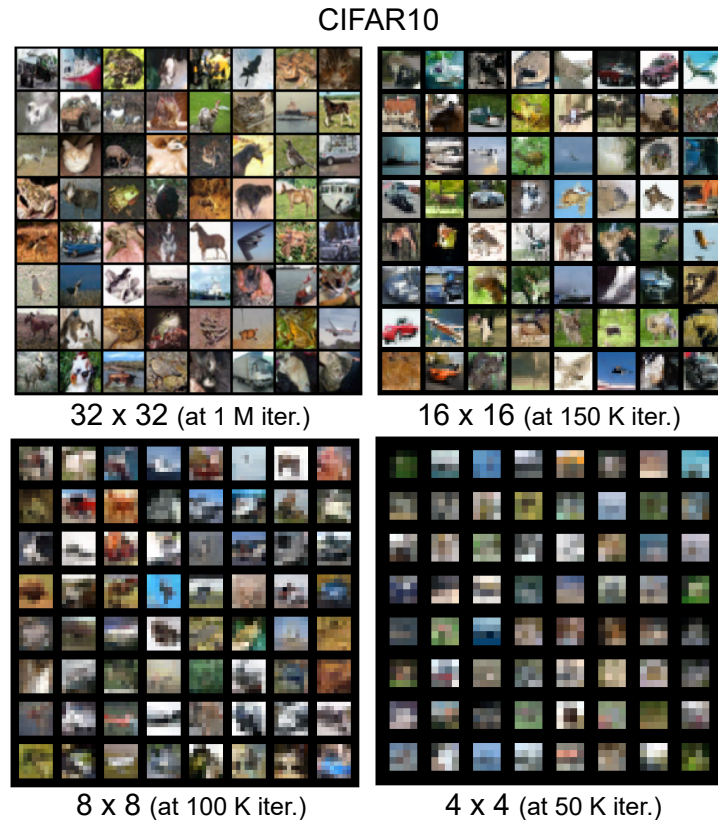 CIFAR10
32 x 32 (at 1 M iter.)
16 x 16 (at 150 K iter.)
8 x 8 (at 100 K iter.)
4 x 4 (at 50 K iter.)